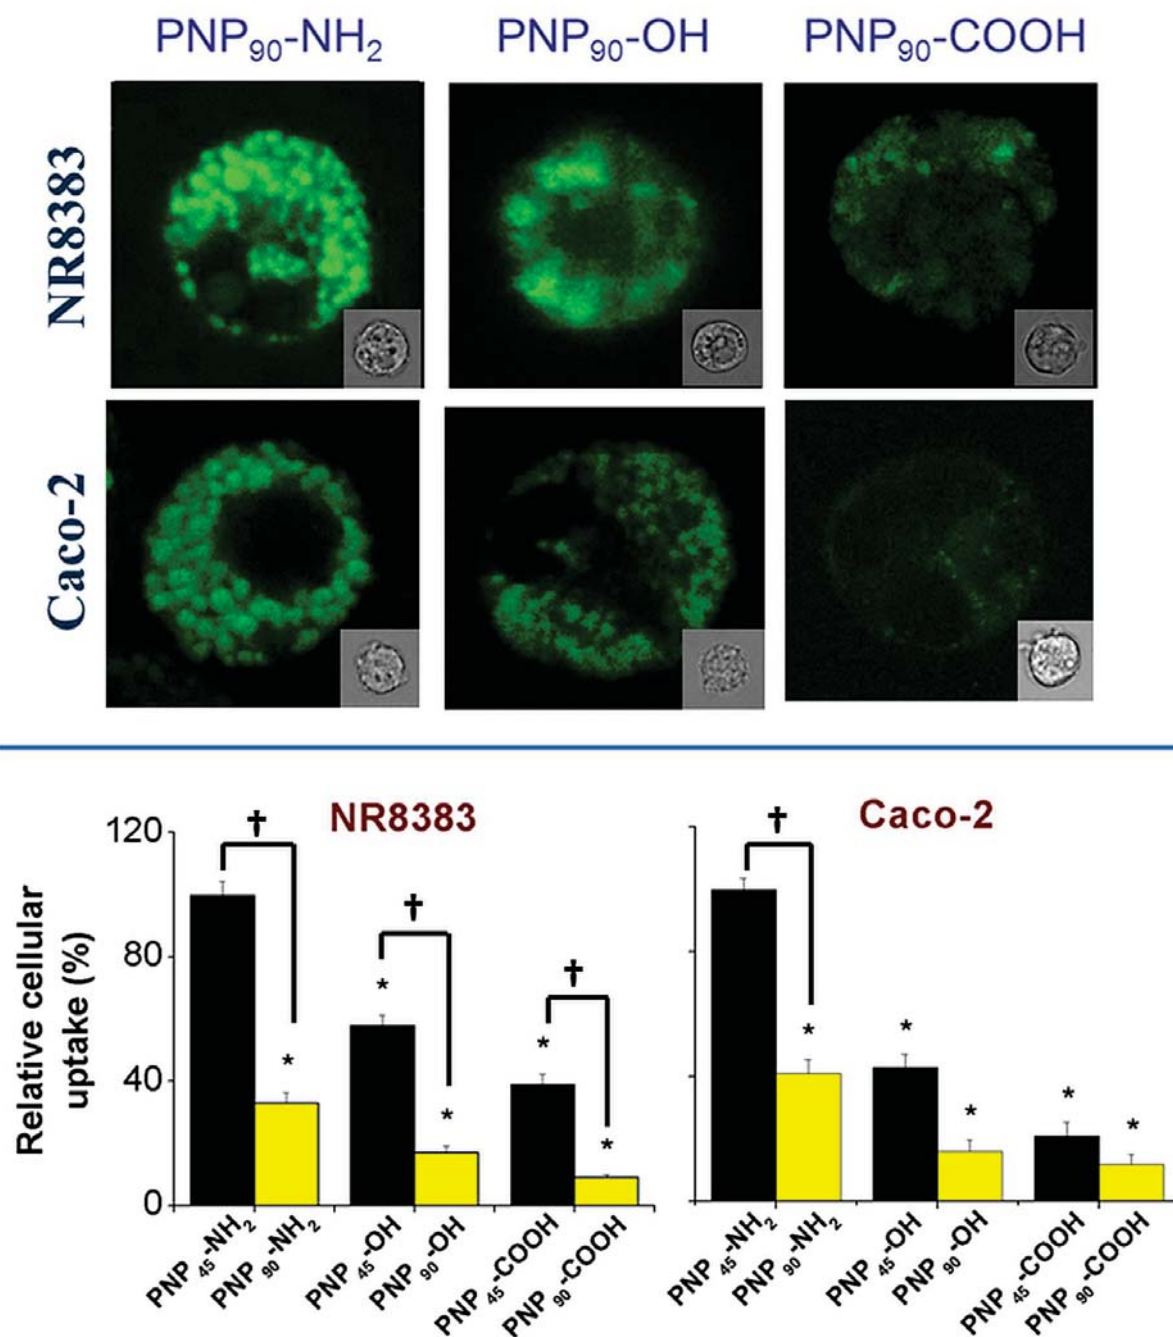 PNP₉₀-NH₂ PNP₉₀-OH PNP₉₀-COOH
NR8383
Caco-2
NR8383 Caco-2
Relative cellular
uptake (%)
120
80
40
0
†
†
†
†
*
*
*
*
*
*
*
*
*
*
PNP₄₅-NH₂
PNP₉₀-NH₂
PNP₄₅-OH
PNP₉₀-OH
PNP₄₅-COOH
PNP₉₀-COOH
PNP₄₅-NH₂
PNP₉₀-NH₂
PNP₄₅-OH
PNP₉₀-OH
PNP₄₅-COOH
PNP₉₀-COOH